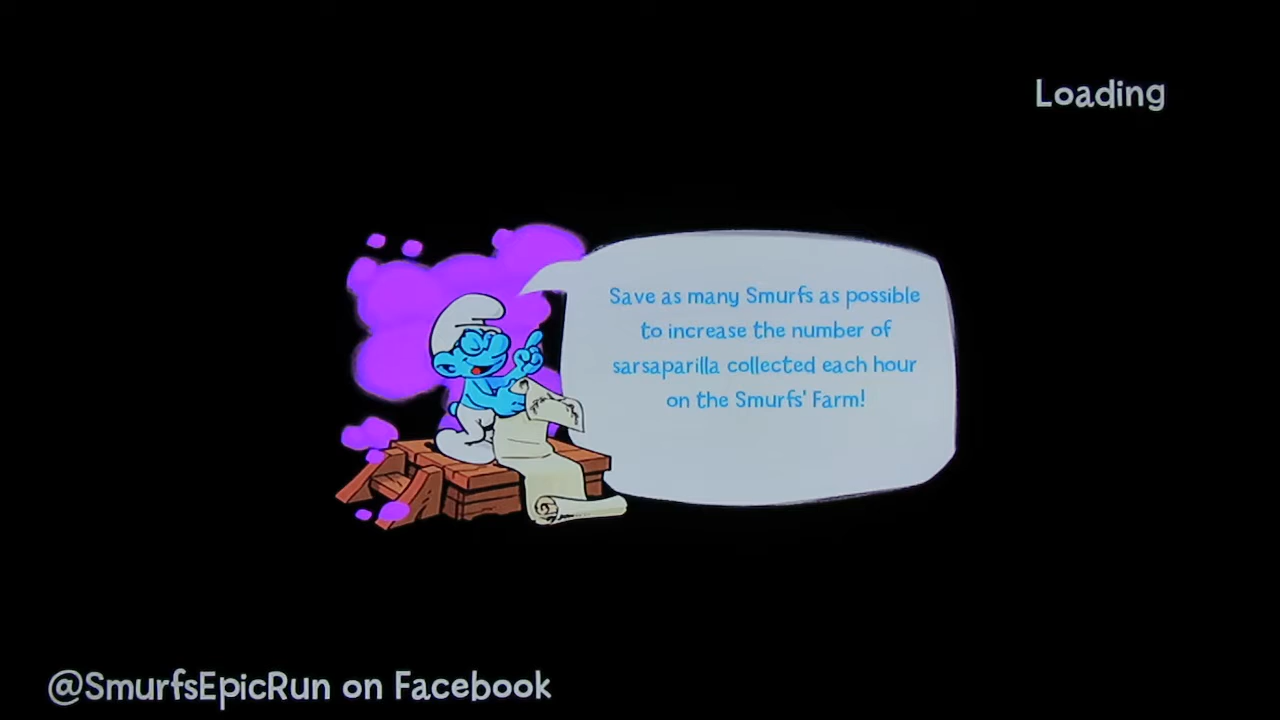 Loading
Save as many Smurfs as possible
to increase the number of
sarsaparilla collected each hour
on the Smurfs' Farm!
@SmurfsEpicRun on Facebook